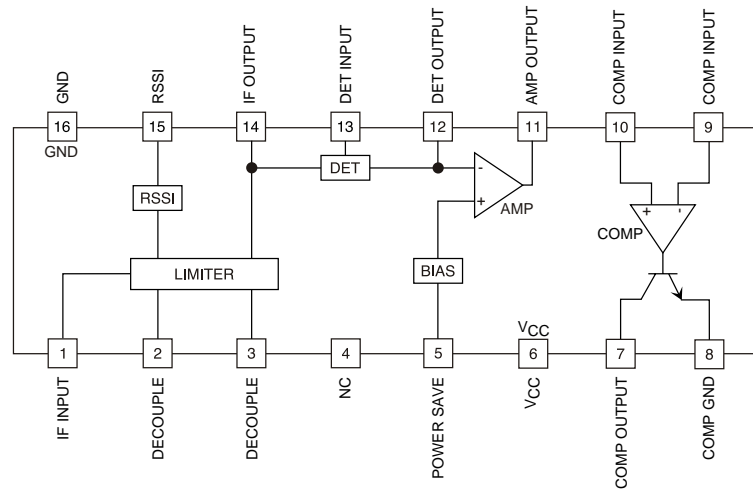 GND
RSSI
IF OUTPUT
DET INPUT
DET OUTPUT
AMP OUTPUT
COMP INPUT
COMP INPUT
16
15
14
13
12
11
10
9
GND
DET
-
+
AMP
RSSI
+
-
COMP
LIMITER
BIAS
VCC
1
2
3
4
5
6
7
8
IF INPUT
DECOUPLE
DECOUPLE
NC
POWER SAVE
VCC
COMP OUTPUT
COMP GND